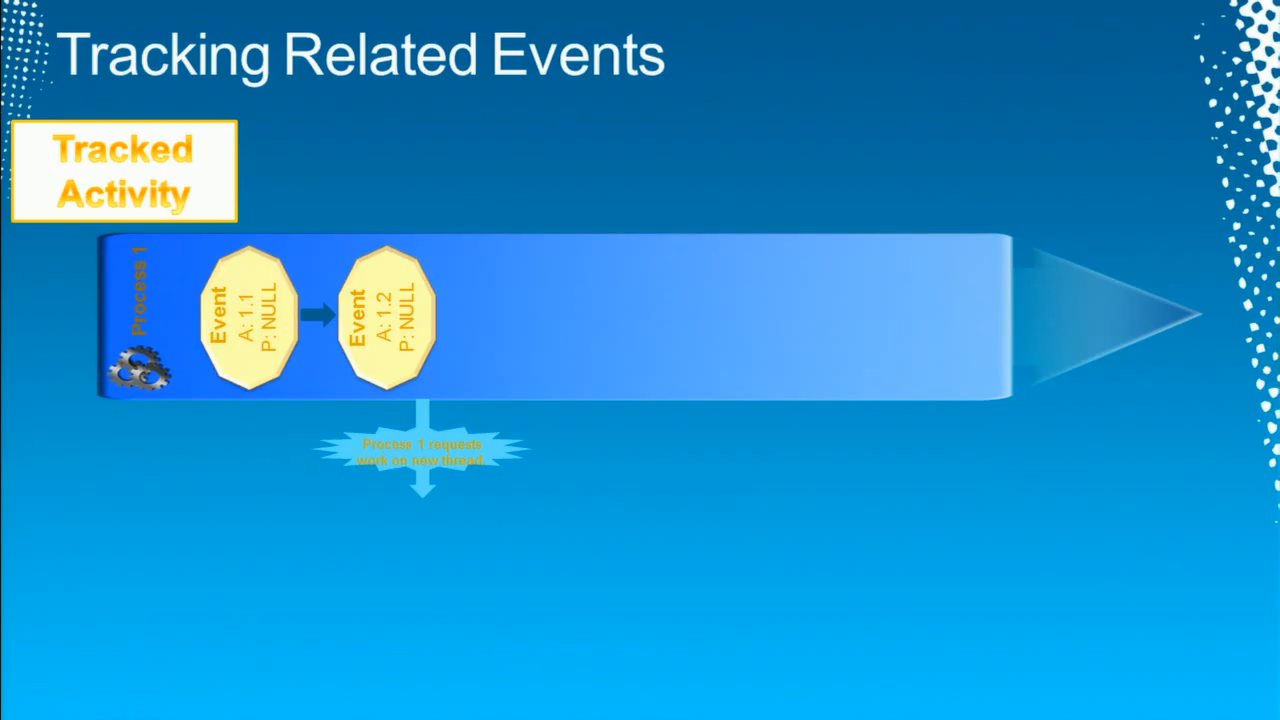 Tracking Related Events
Tracked
Activity
Process 1
Event
A: 1.1
P: NULL
Event
A: 1.2
P: NULL
Process 1 requests
work on new thread